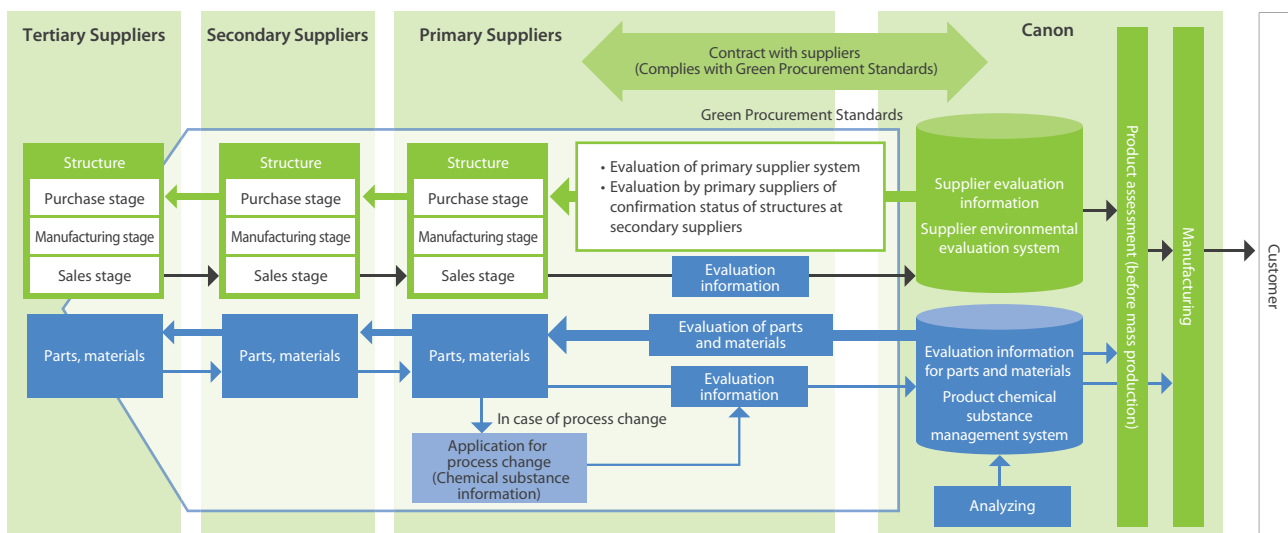 Tertiary Suppliers
Secondary Suppliers
Primary Suppliers
Canon
Contract with suppliers
(Complies with Green Procurement Standards)
Green Procurement Standards
Structure
Purchase stage
Manufacturing stage
Sales stage
Structure
Purchase stage
Manufacturing stage
Sales stage
Structure
Purchase stage
Manufacturing stage
Sales stage
• Evaluation of primary supplier system
• Evaluation by primary suppliers of
confirmation status of structures at
secondary suppliers
Evaluation
information
Supplier evaluation
information
Supplier environmental
evaluation system
Parts, materials
Parts, materials
Parts, materials
Evaluation of parts
and materials
Evaluation
information
Evaluation information
for parts and materials
Product chemical
substance
management system
In case of process change
Application for
process change
(Chemical substance
information)
Analyzing
Product assessment (before mass production)
Manufacturing
Customer